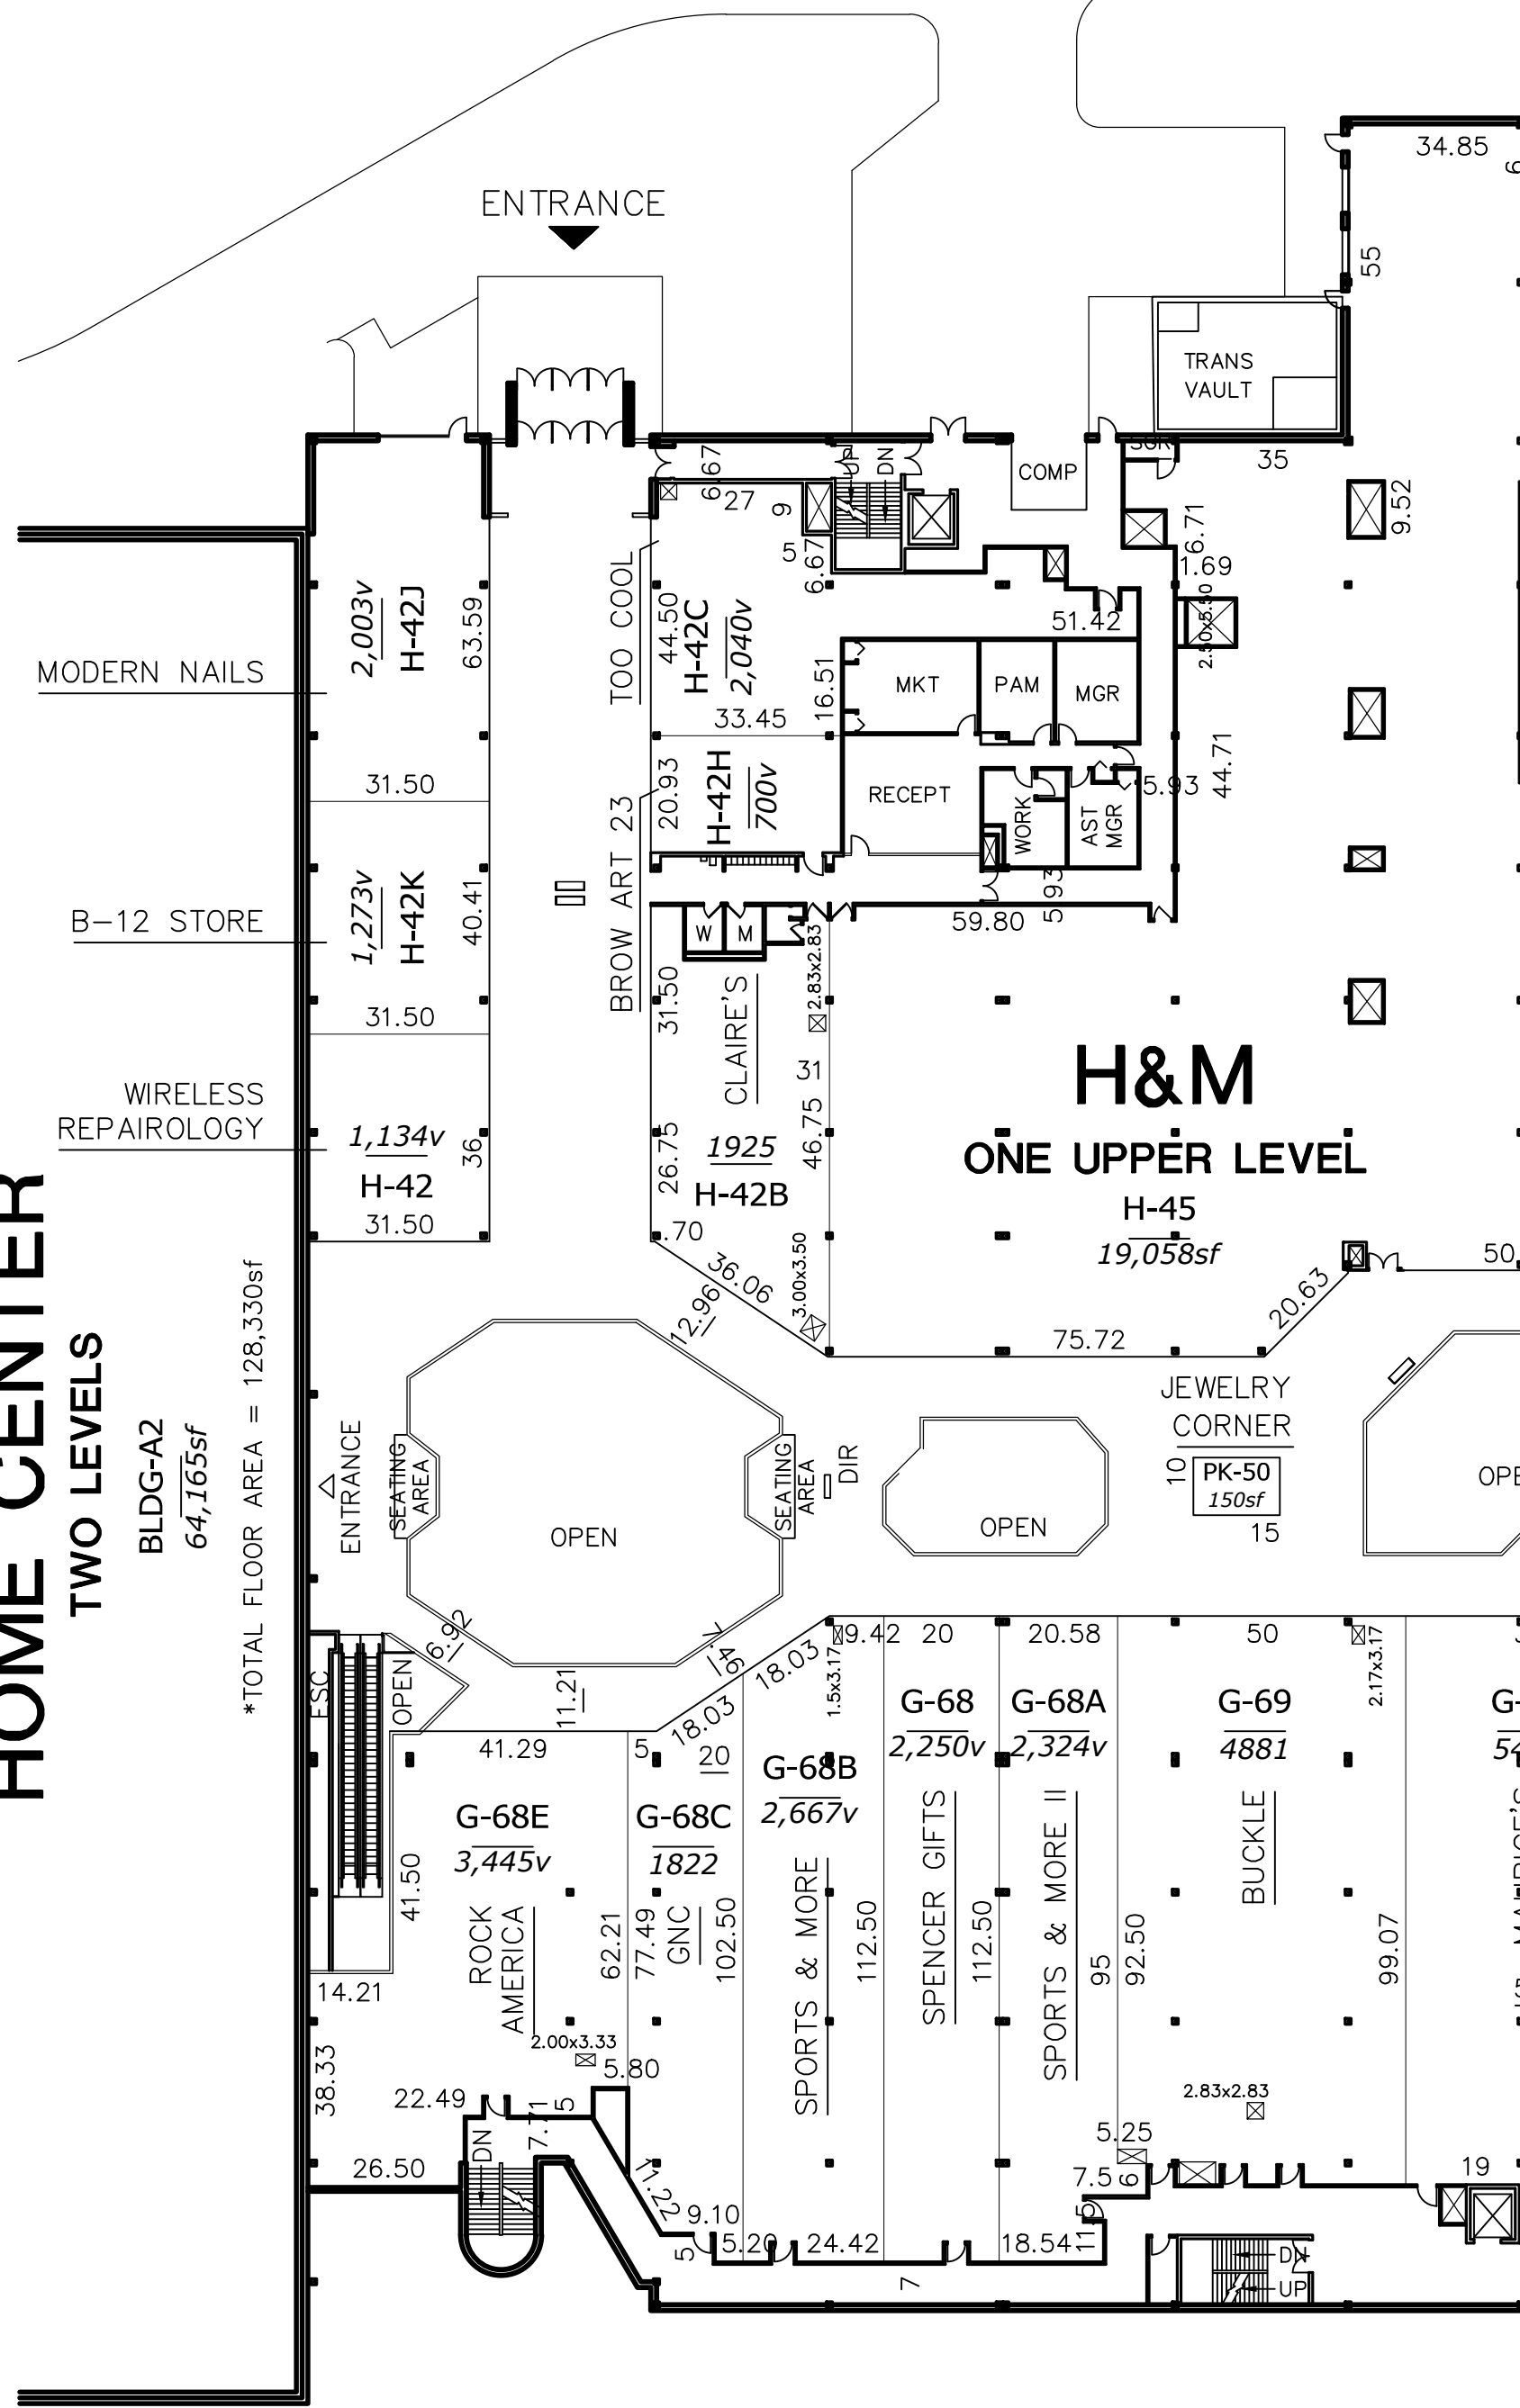 ENTRANCE
34.85
55
TRANS
VAULT
35
9.52
6.67
27
9
5
6.67
UP
DN
COMP
6.71
1.69
2.50x5.50
51.42
2,003v
H-42J
63.59
MODERN NAILS
31.50
TOO COOL
44.50
H-42C
2,040v
33.45
16.51
MKT
PAM
MGR
44.71
BROW ART 23
20.93
H-42H
700v
RECEPT
WORK
AST
MGR
5.93
5.93
59.80
B-12 STORE
1,273v
H-42K
40.41
31.50
W
M
2.83x2.83
31.50
CLAIRE'S
31
46.75
26.75
1925
H-42B
.70
36.06
12.96
3.00x3.50
WIRELESS
REPAIROLOGY
1,134v
36
H-42
31.50
H&M
ONE UPPER LEVEL
H-45
19,058sf
20.63
50
75.72
HOME CENTER
TWO LEVELS
BLDG-A2
64,165sf
*TOTAL FLOOR AREA = 128,330sf
ENTRANCE
SEATING
AREA
OPEN
SEATING
AREA
DIR
OPEN
JEWELRY
CORNER
10
PK-50
150sf
15
ESC
OPEN
6.92
11.21
7.46
18.03
18.03
1.5x3.17
9.42
20
20.58
50
2.17x3.17
41.29
5
20
G-68E
3,445v
ROCK
AMERICA
41.50
14.21
38.33
62.21
G-68C
1822
GNC
77.49
102.50
G-68B
2,667v
SPORTS & MORE
112.50
G-68
2,250v
SPENCER GIFTS
112.50
G-68A
2,324v
SPORTS & MORE II
95
G-69
4881
BUCKLE
92.50
99.07
2.00x3.33
5.80
22.49
5
7.71
DN
26.50
11.22
9.10
5
5.20
24.42
18.54
11.5
7
7.5
6
5.25
2.83x2.83
19
DN
UP